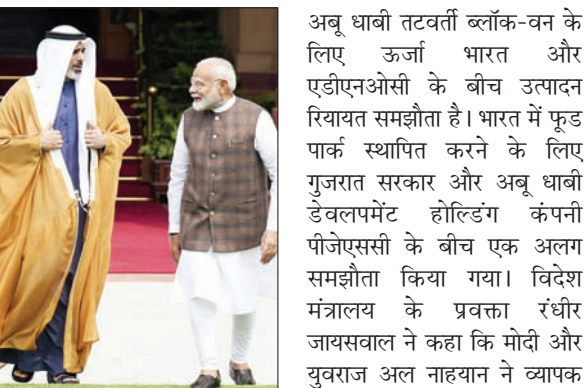 अबू धाबी तटवर्ती ब्लॉक-वन के
लिए ऊर्जा भारत और
एडीएनओसी के बीच उत्पादन
रियायत समझौता है। भारत में फूड
पार्क स्थापित करने के लिए
गुजरात सरकार और अबू धाबी
डेवलपमेंट होल्डिंग कंपनी
पीजेएससी के बीच एक अलग
समझौता किया गया। विदेश
मंत्रालय के प्रवक्ता रंधीर
जायसवाल ने कहा कि मोदी और
युवराज अल नाहयान ने व्यापक